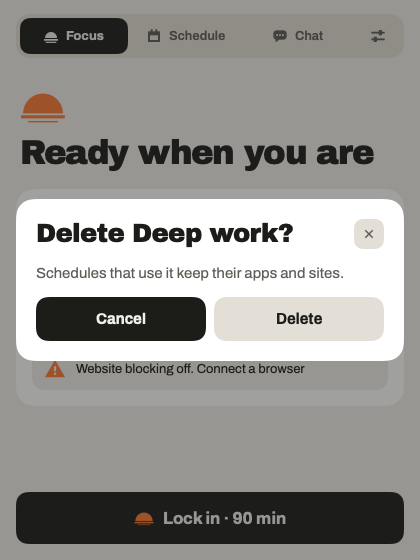 Focus
Schedule
Chat
Ready when you are
Delete Deep work?
Schedules that use it keep their apps and sites.
Cancel
Delete
Website blocking off. Connect a browser
Lock in · 90 min